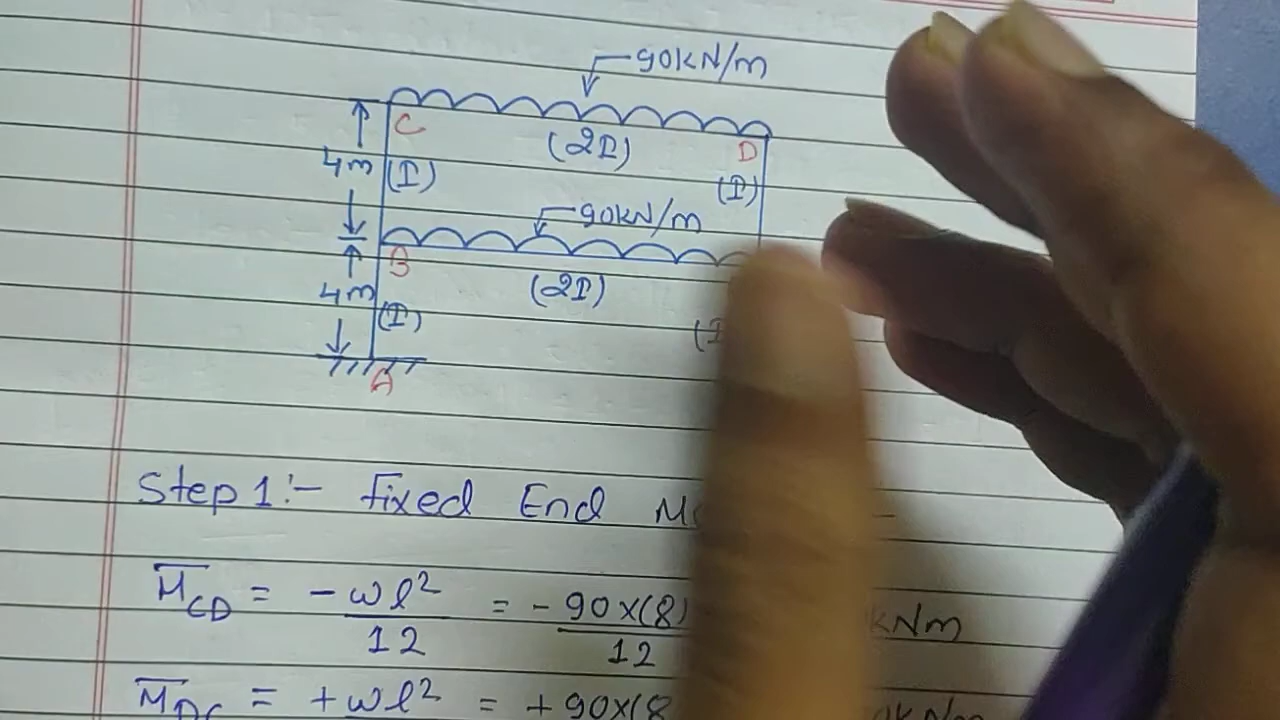 90kN/m
C
(2I)
D
4m
(I)
(I)
90kN/m
B
(2I)
4m
(I)
A
Step 1:- Fixed End
M̅CD = -wl²/12 = -90×(8)/12 kNm
M̅DC = +wl² = +90×(8